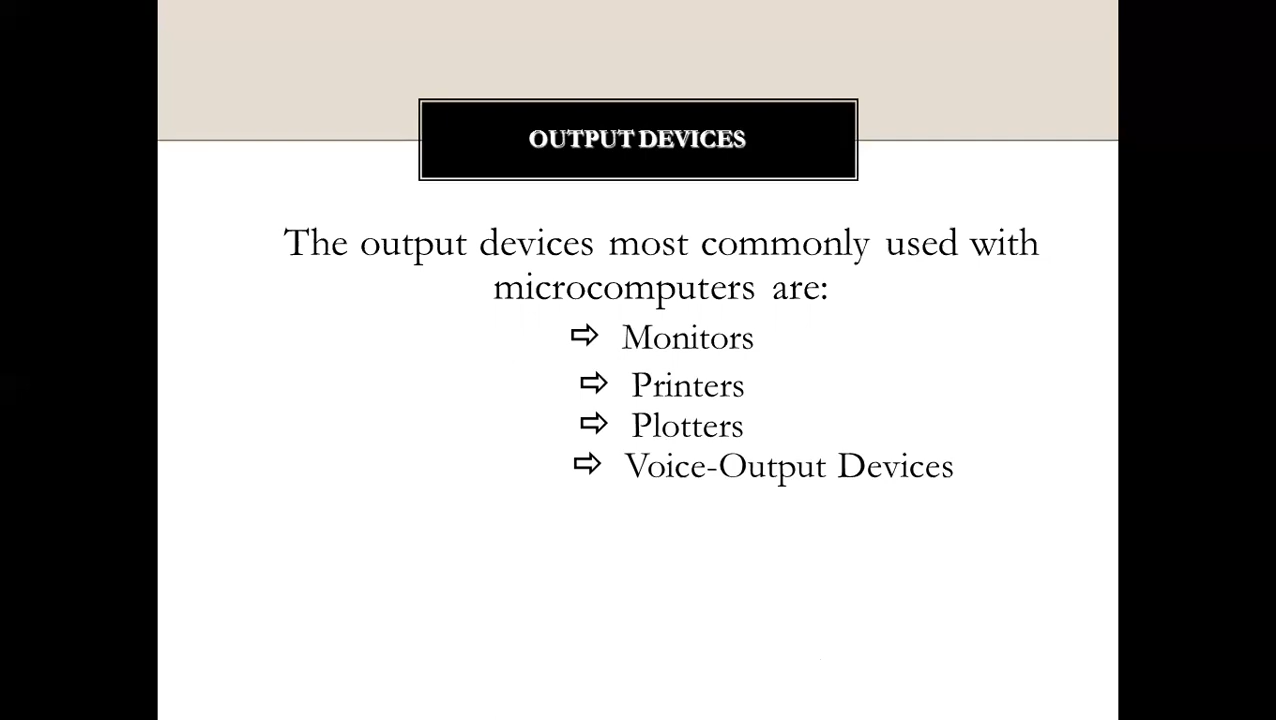 OUTPUT DEVICES
The output devices most commonly used with
microcomputers are:
⇨ Monitors
⇨ Printers
⇨ Plotters
⇨ Voice-Output Devices